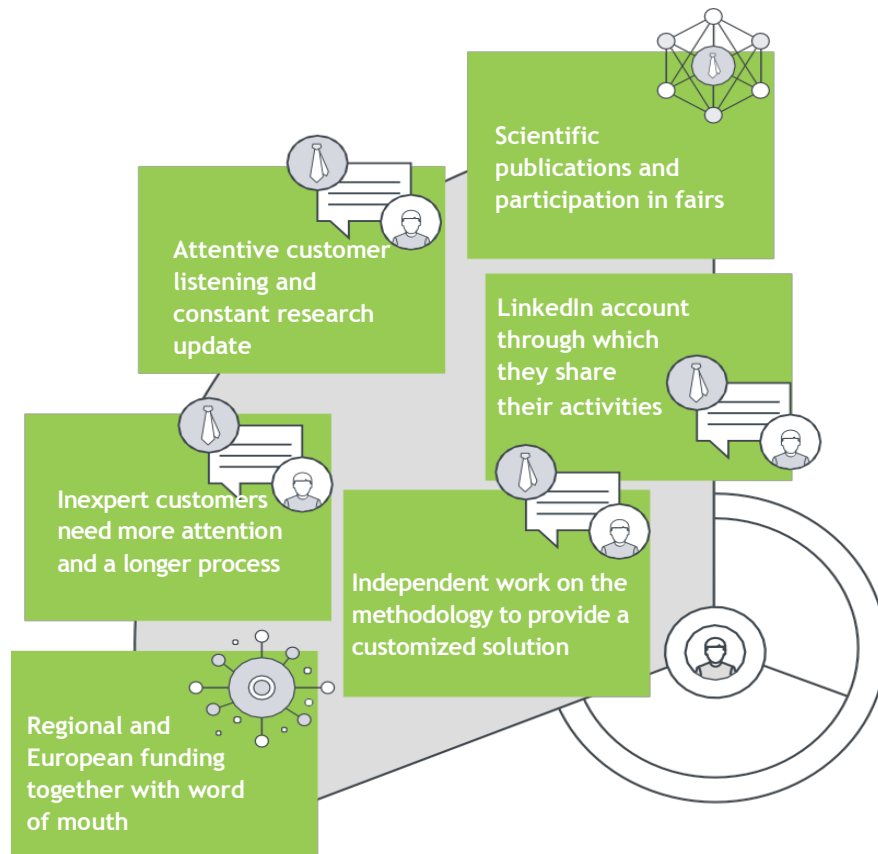 Scientific
publications and
participation in fairs
Attentive customer
listening and
constant research
update
LinkedIn account
through which
they share
their activities
Inexpert customers
need more attention
and a longer process
Independent work on the
methodology to provide a
customized solution
Regional and
European funding
together with word
of mouth